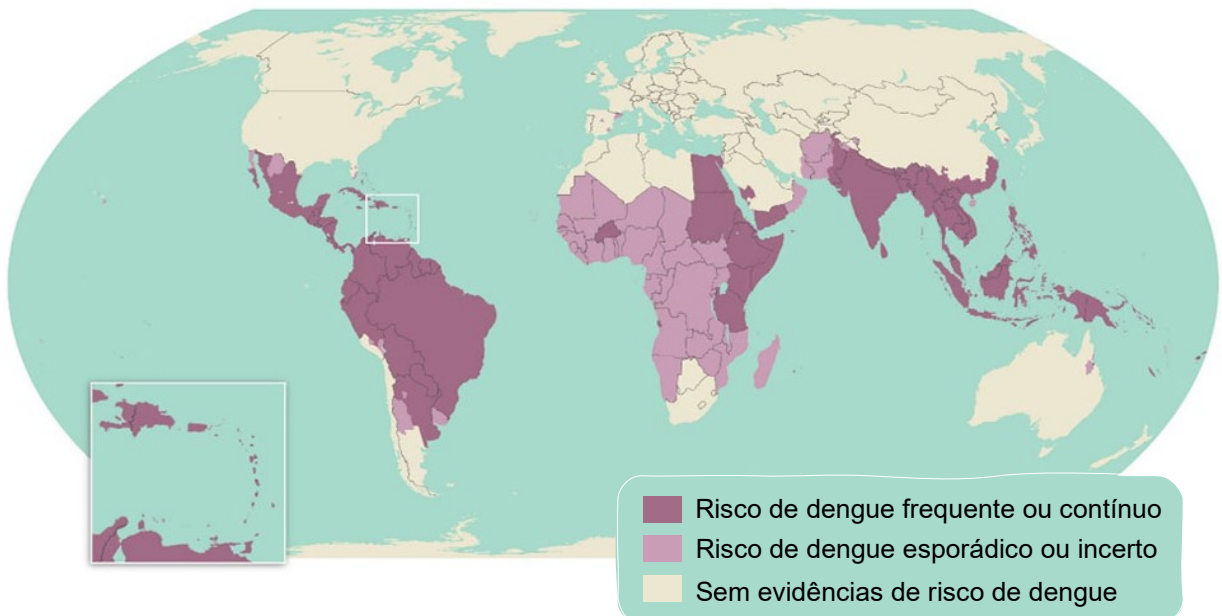 Risco de dengue frequente ou contínuo
Risco de dengue esporádico ou incerto
Sem evidências de risco de dengue